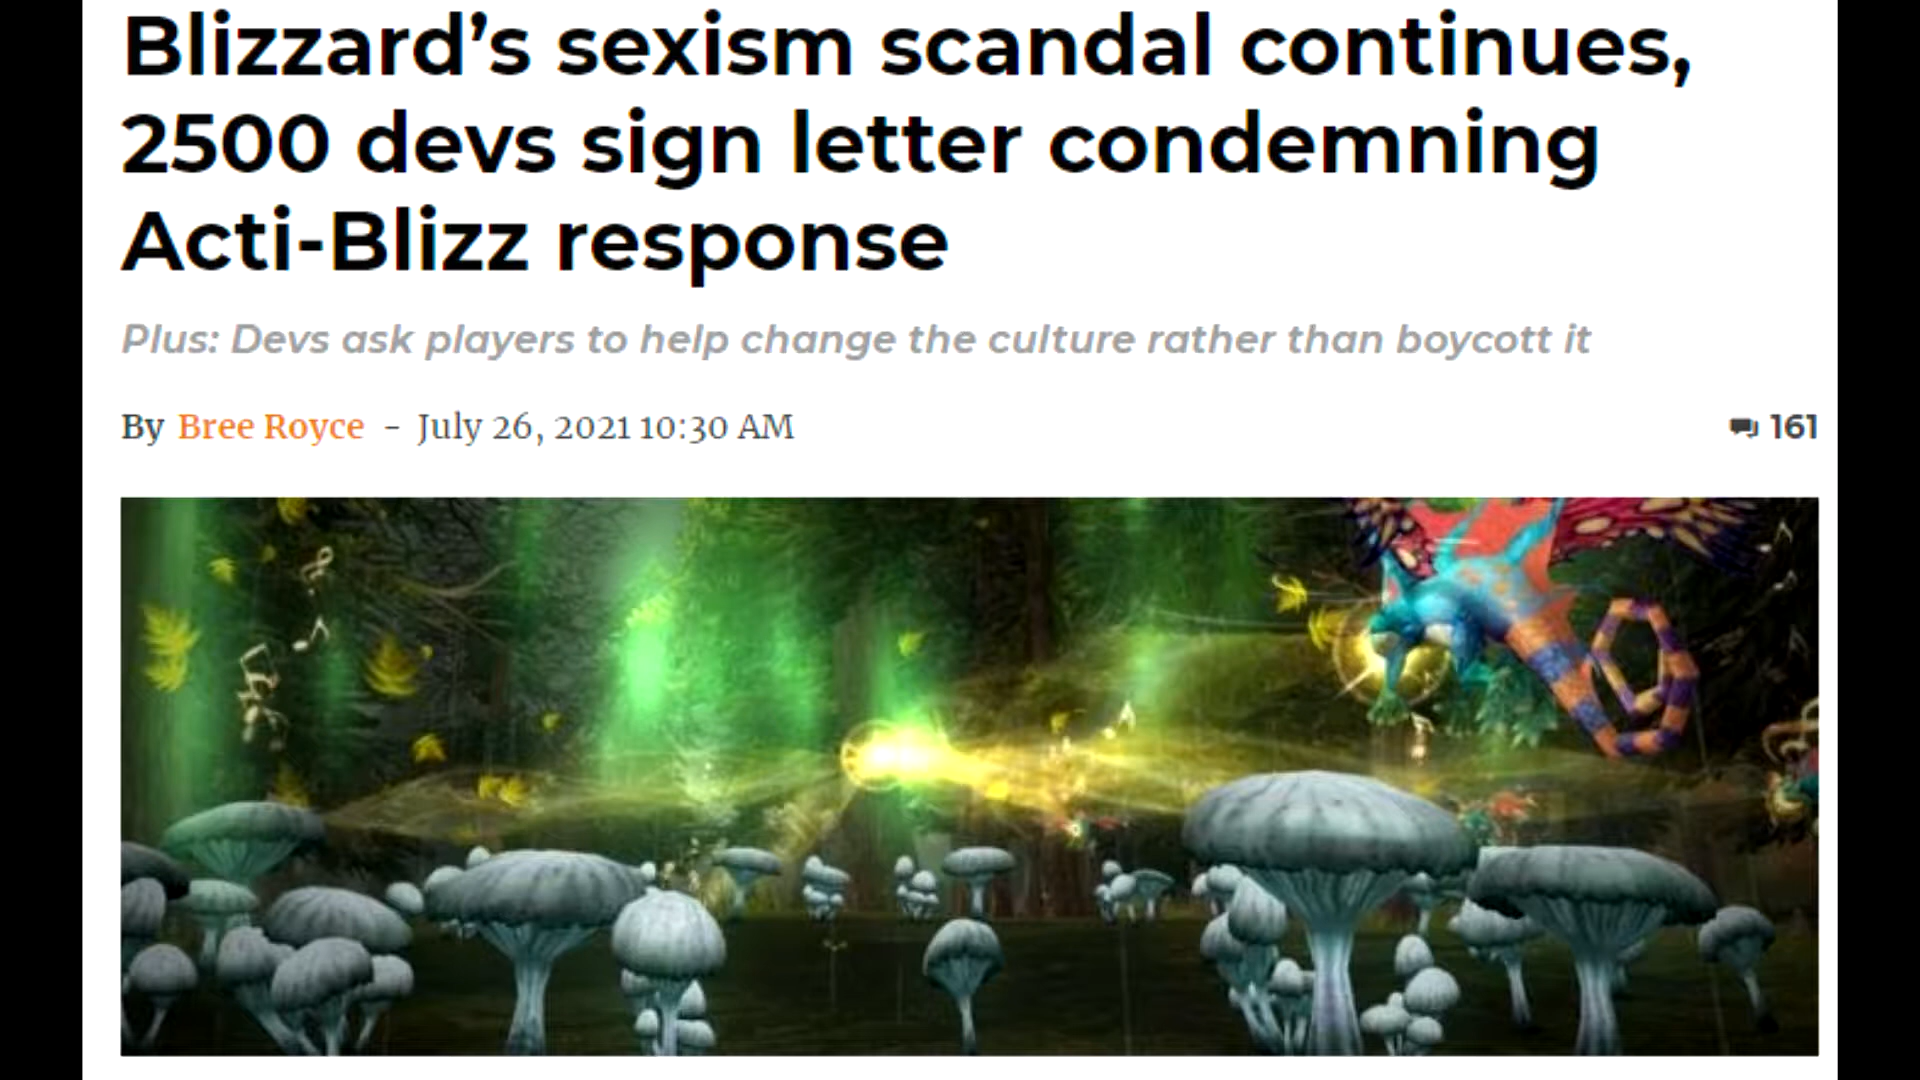 Blizzard’s sexism scandal continues,
2500 devs sign letter condemning
Acti-Blizz response
Plus: Devs ask players to help change the culture rather than boycott it
By Bree Royce - July 26, 2021 10:30 AM
161